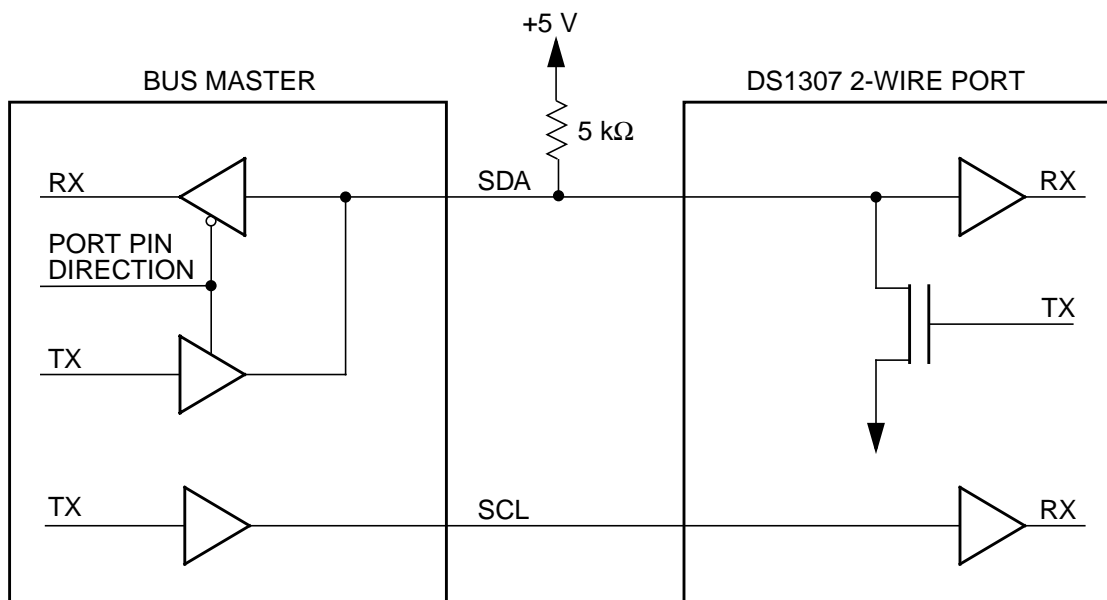 +5 V
BUS MASTER
DS1307 2-WIRE PORT
5 kΩ
RX
SDA
RX
PORT PIN
DIRECTION
TX
TX
TX
SCL
RX